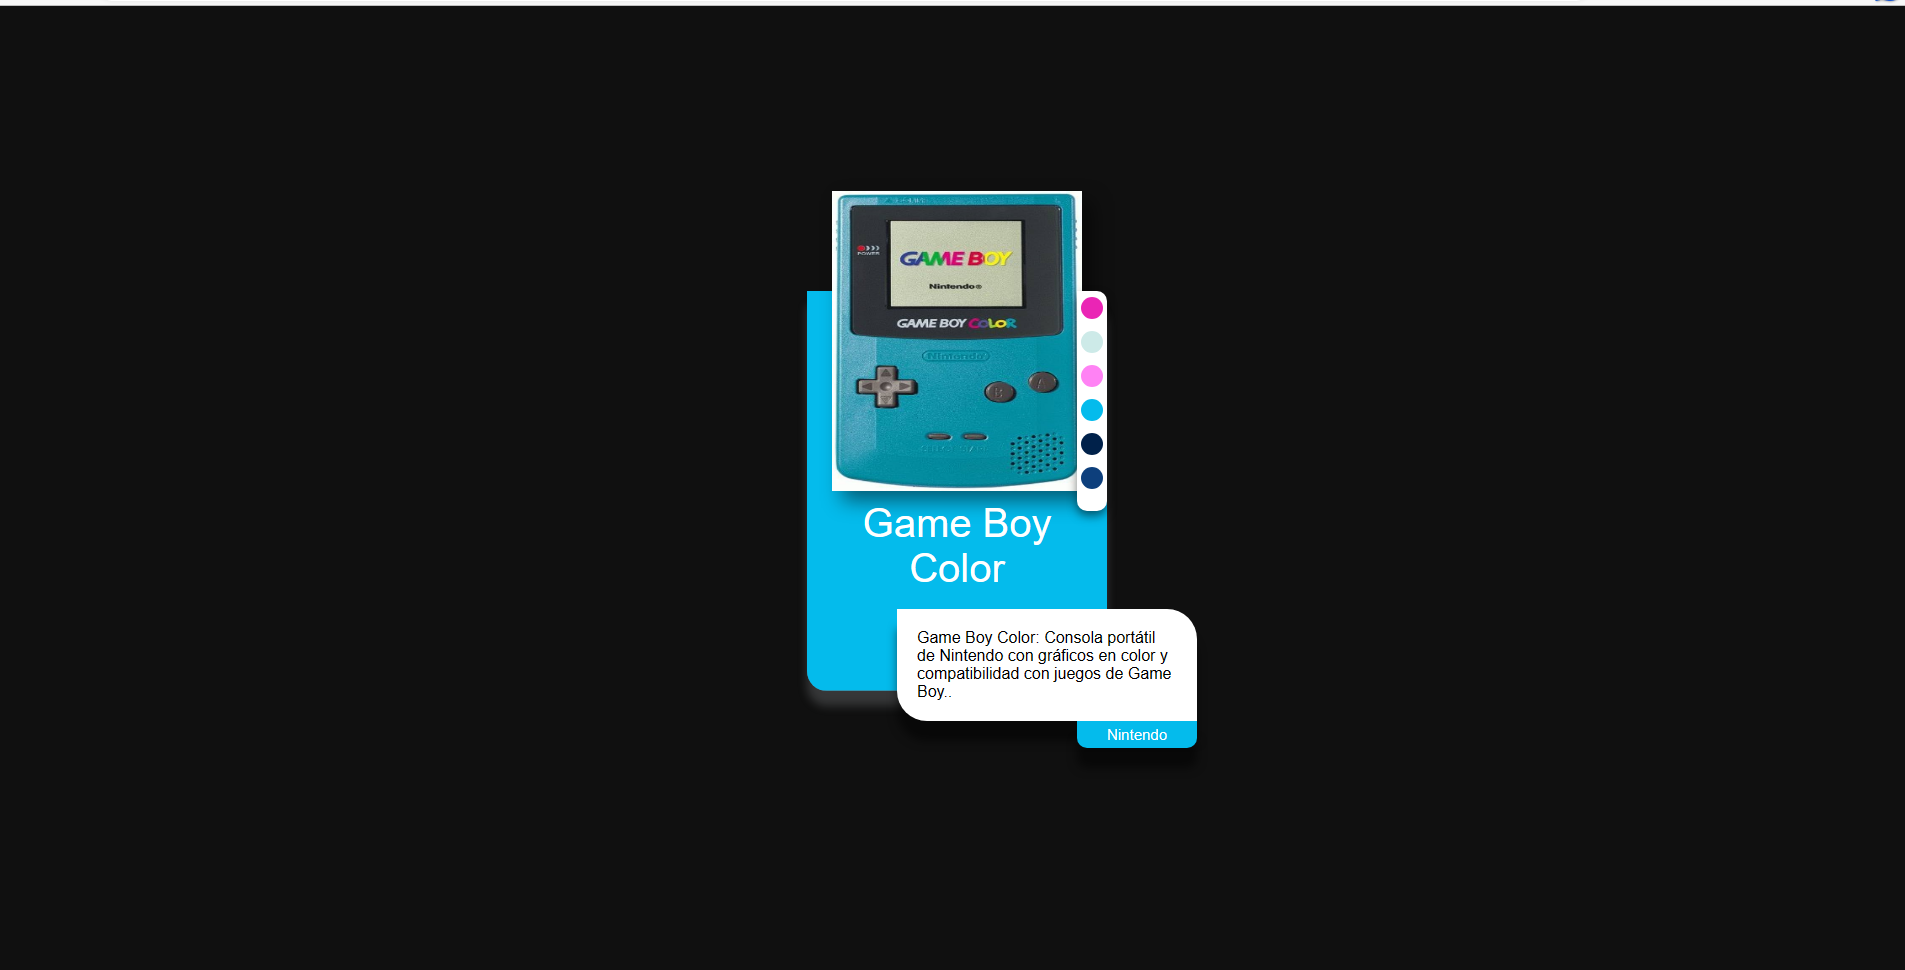 POWER
GAME BOY
Nintendo®
GAME BOY COLOR
Nintendo
B
A
Game Boy
Color
Game Boy Color: Consola portátil
de Nintendo con gráficos en color y
compatibilidad con juegos de Game
Boy..
Nintendo